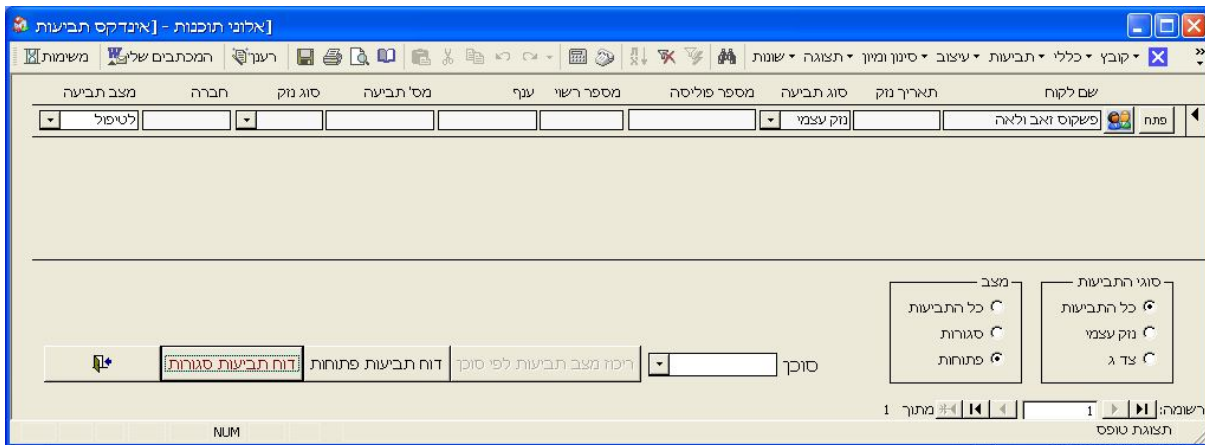 [אלוני תוכנות - [אינדקס תביעות
קובץ כללי תביעות עיצוב סינון ומיון תצוגה שונות רענן המכתבים שלי משימות
שם לקוח תאריך נזק סוג תביעה מספר פוליסה מספר רשוי ענף מס' תביעה סוג נזק חברה מצב תביעה
פתח פשקוס זאב ולאה נזק עצמי לטיפול
סוגי התביעות מצב
כל התביעות כל התביעות
נזק עצמי סגורות
צד ג פתוחות
סוכן ריכוז מצב תביעות לפי סוכן דוח תביעות פתוחות דוח תביעות סגורות
רשומה: 1 מתוך 1
תצוגת טופס NUM